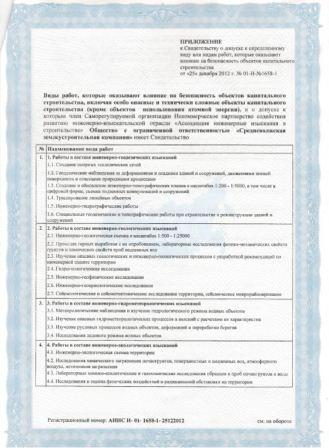 ПРИЛОЖЕНИЕ
к Свидетельству о допуске к определенному
виду или видам работ, которые оказывают
влияние на безопасность объектов капитального
строительства
от «25» декабря 2012 г. № 01-И-№1658-1
Виды работ, которые оказывают влияние на безопасность объектов капитального
строительства, включая особо опасные и технически сложные объекты капитального
строительства (кроме объектов использования атомной энергии), и о допуске к
которым член Саморегулируемой организации Некоммерческое партнерство содействия
развитию инженерно-изыскательской отрасли «Ассоциация инженерные изыскания в
строительстве» Общество с ограниченной ответственностью «Средневолжская
землеустроительная компания» имеет Свидетельство
№ Наименование вида работ
1. 1. Работы в составе инженерно-геодезических изысканий
1.1. Создание опорных геодезических сетей
1.2. Геодезические наблюдения за деформациями и осадками зданий и сооружений, движениями земной
поверхности и опасными природными процессами
1.3. Создание и обновление инженерно-топографических планов в масштабах 1:200 - 1:5000, в том числе в
цифровой форме, съемка подземных коммуникаций и сооружений
1.4. Трассирование линейных объектов
1.5. Инженерно-гидрографические работы
1.6. Специальные геодезические и топографические работы при строительстве и реконструкции зданий и
сооружений
2. 2. Работы в составе инженерно-геологических изысканий
2.1. Инженерно-геологическая съемка в масштабах 1:500 - 1:25000
2.2. Проходка горных выработок с их опробованием, лабораторные исследования физико-механических свойств
грунтов и химических свойств проб подземных вод
2.3. Изучение опасных геологических и инженерно-геологических процессов с разработкой рекомендаций по
инженерной защите территории
2.4. Гидрогеологические исследования
2.5. Инженерно-геофизические исследования
2.6. Инженерно-геокриологические исследования
2.7. Сейсмологические и сейсмотектонические исследования территории, сейсмическое микрорайонирование
3. 3. Работы в составе инженерно-гидрометеорологических изысканий
3.1. Метеорологические наблюдения и изучение гидрологического режима водных объектов
3.2. Изучение опасных гидрометеорологических процессов и явлений с расчетами их характеристик
3.3. Изучение русловых процессов водных объектов, деформаций и переработки берегов
3.4. Исследования ледового режима водных объектов
4. 4. Работы в составе инженерно-экологических изысканий
4.1. Инженерно-экологическая съемка территории
4.2. Исследования химического загрязнения почвогрунтов, поверхностных и подземных вод, атмосферного
воздуха, источников загрязнения
4.3. Лабораторные химико-аналитические и газохимические исследования образцов и проб почвогрунтов и воды
4.4. Исследования и оценка физических воздействий и радиационной обстановки на территории
Регистрационный номер: АИИС И- 01- 1658-1- 25122012
см. на обороте